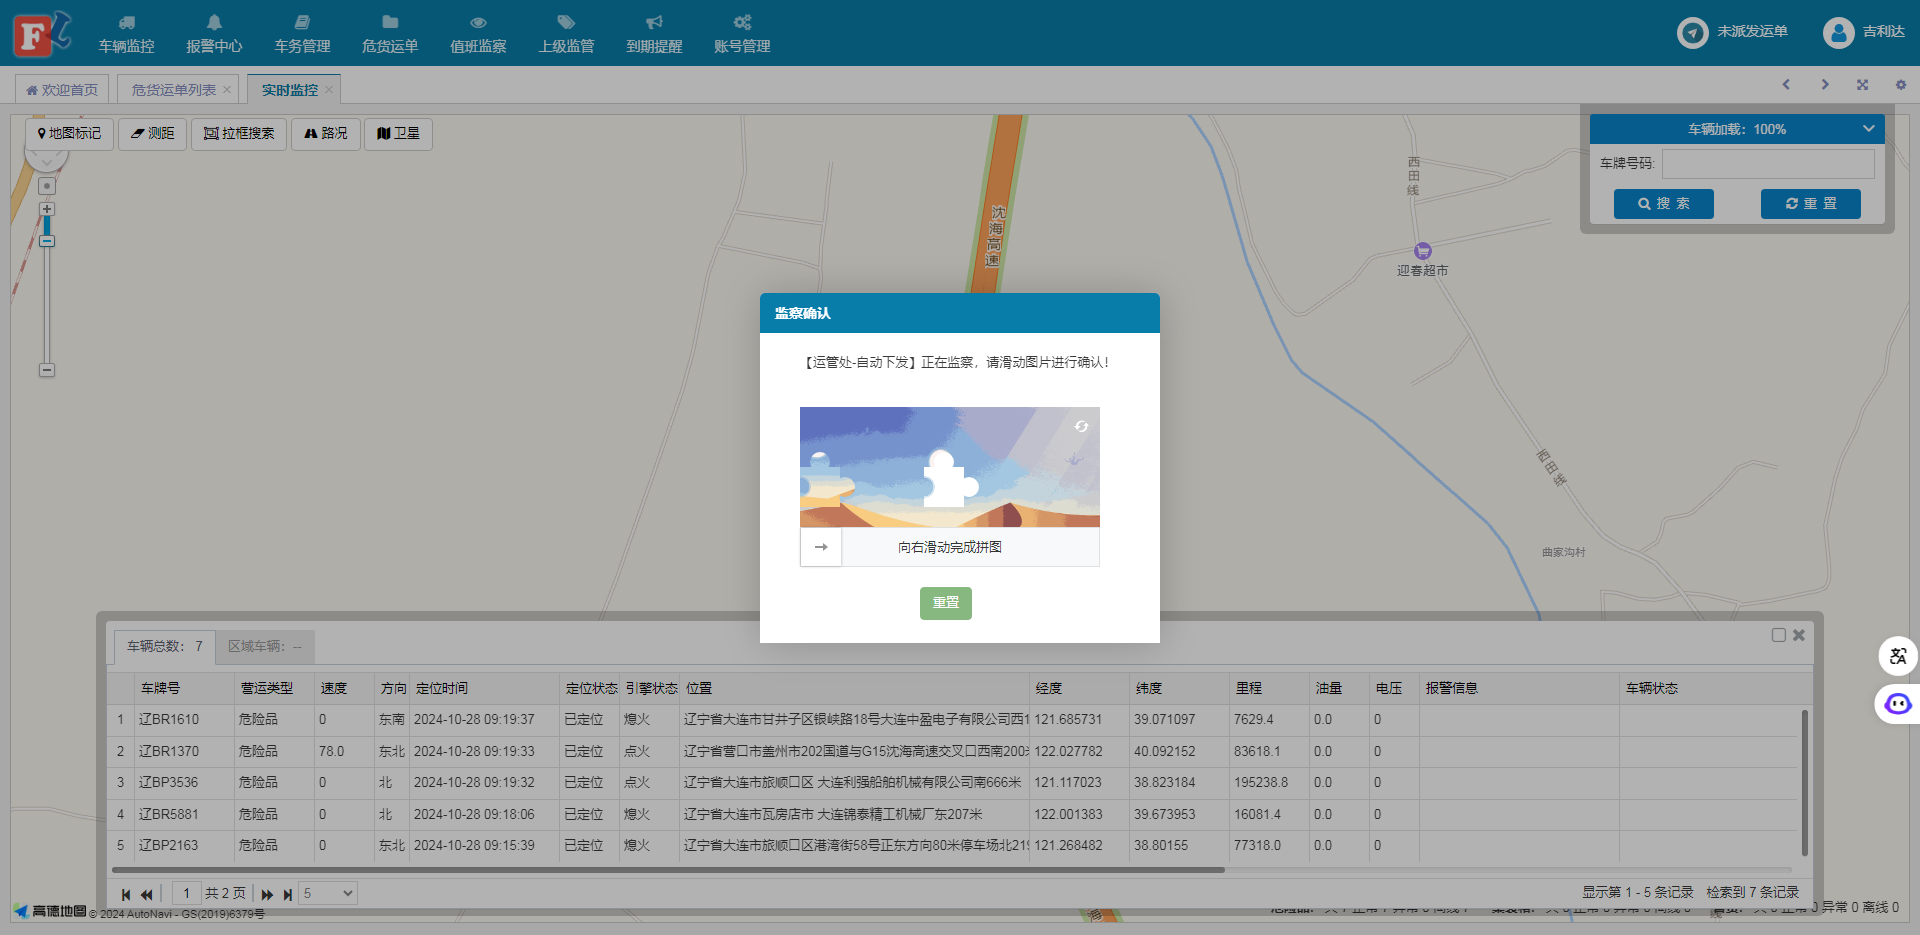 F
车辆监控
报警中心
车务管理
危货运单
值班监察
上级监管
到期提醒
账号管理
未派发运单
吉利达
欢迎首页
危货运单列表
实时监控
地图标记
测距
拉框搜索
路况
卫星
车辆加载：100%
车牌号码:
搜 索
重 置
西田线
沈海高速
迎春超市
监察确认
【运管处-自动下发】正在监察，请滑动图片进行确认！
向右滑动完成拼图
重置
西田线
曲家沟村
车辆总数： 7
区域车辆：--
车牌号 营运类型 速度 方向 定位时间 定位状态 引擎状态 位置 经度 纬度 里程 油量 电压 报警信息 车辆状态
1 辽BR1610 危险品 0 东南 2024-10-28 09:19:37 已定位 熄火 辽宁省大连市甘井子区银峡路18号大连中盈电子有限公司西1 121.685731 39.071097 7629.4 0.0 0
2 辽BR1370 危险品 78.0 东北 2024-10-28 09:19:33 已定位 点火 辽宁省营口市盖州市202国道与G15沈海高速交叉口西南200米 122.027782 40.092152 83618.1 0.0 0
3 辽BP3536 危险品 0 北 2024-10-28 09:19:32 已定位 点火 辽宁省大连市旅顺口区 大连利强船舶机械有限公司南666米 121.117023 38.823184 195238.8 0.0 0
4 辽BR5881 危险品 0 北 2024-10-28 09:18:06 已定位 熄火 辽宁省大连市瓦房店市 大连锦泰精工机械厂东207米 122.001383 39.673953 16081.4 0.0 0
5 辽BP2163 危险品 0 东北 2024-10-28 09:15:39 已定位 熄火 辽宁省大连市旅顺口区港湾街58号正东方向80米停车场北219 121.268482 38.80155 77318.0 0.0 0
1 共 2 页 5
显示第 1 - 5 条记录 检索到 7 条记录
高德地图 © 2024 AutoNavi - GS(2019)6379号
异常 0 离线 0